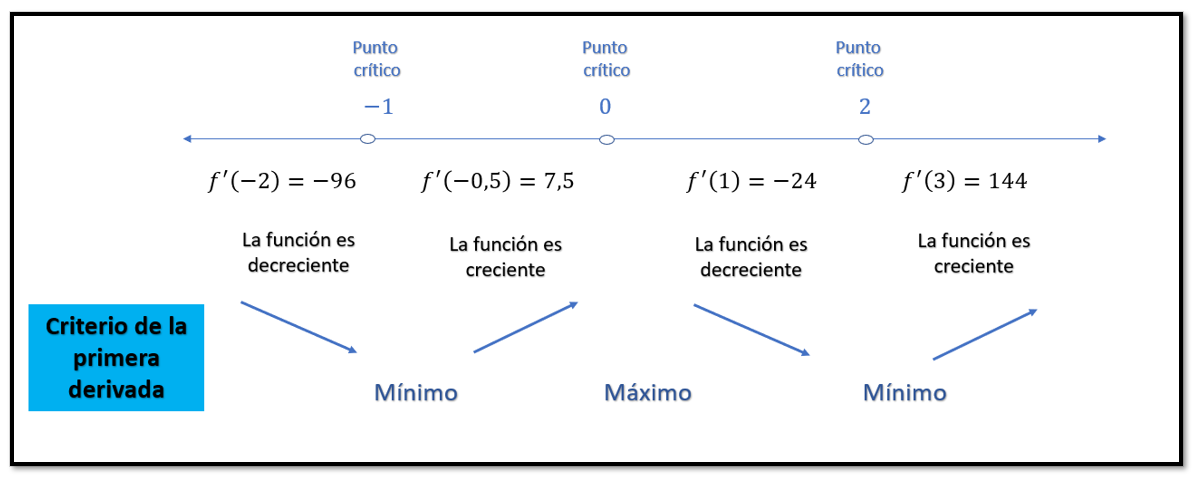 Punto
crítico
Punto
crítico
Punto
crítico
−1
0
2
f′(−2) = −96
f′(−0,5) = 7,5
f′(1) = −24
f′(3) = 144
La función es
decreciente
La función es
creciente
La función es
decreciente
La función es
creciente
Criterio de la
primera
derivada
Mínimo
Máximo
Mínimo